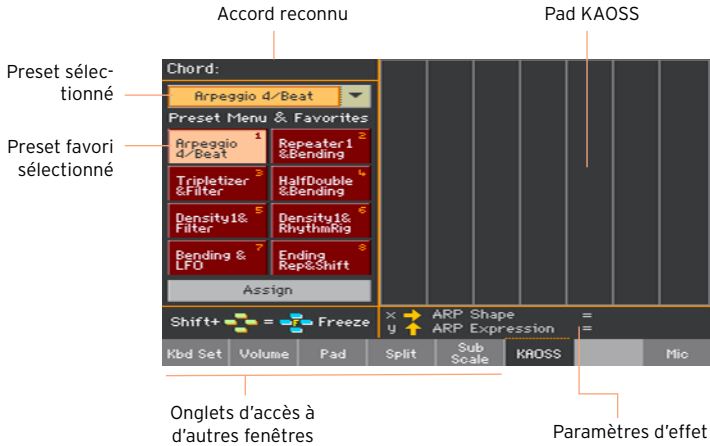 Accord reconnu
Pad KAOSS
Preset sélec-
tionné
Preset favori
sélectionné
Chord:
Arpeggio 4/Beat
Preset Menu & Favorites
Arpeggio
4/Beat
1
Repeater1
&Bending
2
Tripletizer
&Filter
3
HalfDouble
&Bending
4
Density1&
Filter
5
Density1&
RhythmRig
6
Bending &
LFO
7
Ending
Rep&Shift
8
Assign
Shift+ = Freeze
x ARP Shape =
y ARP Expression =
Kbd Set
Volume
Pad
Split
Sub
Scale
KAOSS
Mic
Onglets d'accès à
d'autres fenêtres
Paramètres d'effet